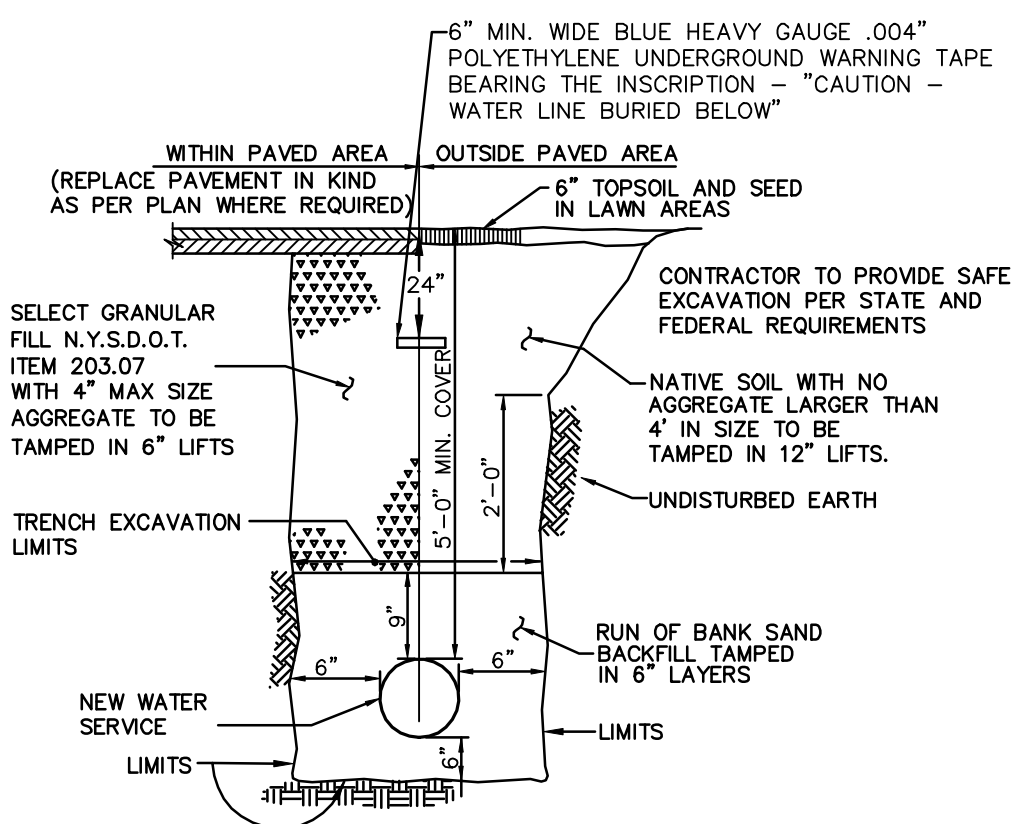 6" MIN. WIDE BLUE HEAVY GAUGE .004"
POLYETHYLENE UNDERGROUND WARNING TAPE
BEARING THE INSCRIPTION – "CAUTION –
WATER LINE BURIED BELOW"
WITHIN PAVED AREA
OUTSIDE PAVED AREA
(REPLACE PAVEMENT IN KIND
AS PER PLAN WHERE REQUIRED)
6" TOPSOIL AND SEED
IN LAWN AREAS
24"
CONTRACTOR TO PROVIDE SAFE
EXCAVATION PER STATE AND
FEDERAL REQUIREMENTS
SELECT GRANULAR
FILL N.Y.S.D.O.T.
ITEM 203.07
WITH 4" MAX SIZE
AGGREGATE TO BE
TAMPED IN 6" LIFTS
NATIVE SOIL WITH NO
AGGREGATE LARGER THAN
4' IN SIZE TO BE
TAMPED IN 12" LIFTS.
5'-0" MIN. COVER
2'-0"
UNDISTURBED EARTH
TRENCH EXCAVATION
LIMITS
9"
RUN OF BANK SAND
BACKFILL TAMPED
IN 6" LAYERS
6"
6"
NEW WATER
SERVICE
LIMITS
LIMITS
6"